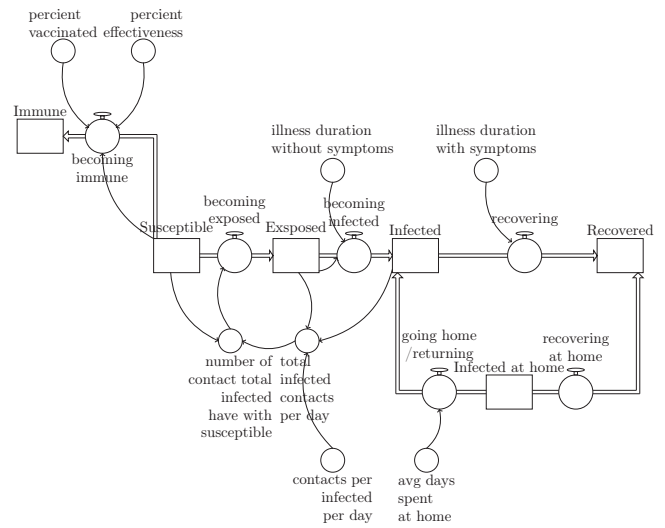 percent
vaccinated
percent
effectiveness
Immune
becoming
immune
illness duration
without symptoms
illness duration
with symptoms
becoming
exposed
becoming
infected
recovering
Susceptible
Exsposed
Infected
Recovered
number of
contact total
infected
have with
susceptible
total
infected
contacts
per day
going home
/returning
Infected at home
recovering
at home
contacts per
infected
per day
avg days
spent
at home